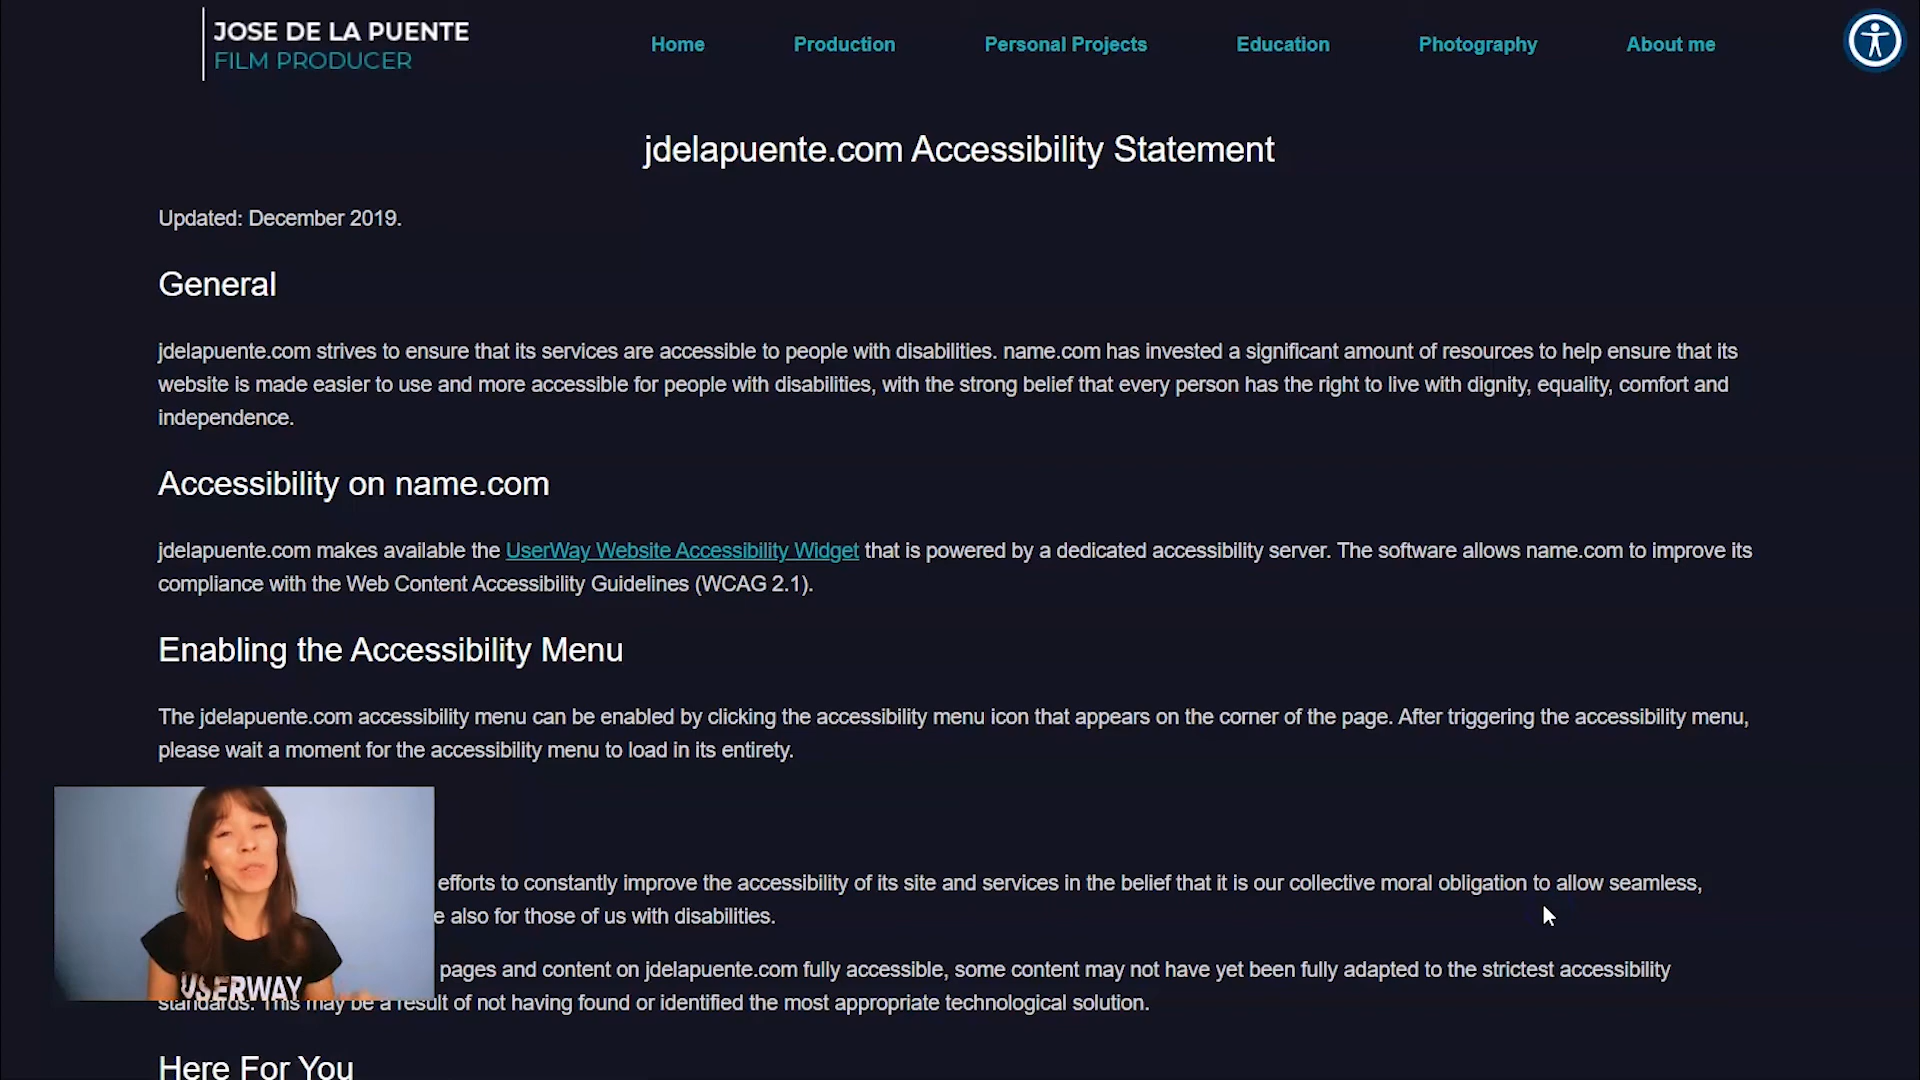 JOSE DE LA PUENTE
FILM PRODUCER
Home
Production
Personal Projects
Education
Photography
About me
jdelapuente.com Accessibility Statement
Updated: December 2019.
General
jdelapuente.com strives to ensure that its services are accessible to people with disabilities. name.com has invested a significant amount of resources to help ensure that its
website is made easier to use and more accessible for people with disabilities, with the strong belief that every person has the right to live with dignity, equality, comfort and
independence.
Accessibility on name.com
jdelapuente.com makes available the UserWay Website Accessibility Widget that is powered by a dedicated accessibility server. The software allows name.com to improve its
compliance with the Web Content Accessibility Guidelines (WCAG 2.1).
Enabling the Accessibility Menu
The jdelapuente.com accessibility menu can be enabled by clicking the accessibility menu icon that appears on the corner of the page. After triggering the accessibility menu,
please wait a moment for the accessibility menu to load in its entirety.
efforts to constantly improve the accessibility of its site and services in the belief that it is our collective moral obligation to allow seamless,
also for those of us with disabilities.
pages and content on jdelapuente.com fully accessible, some content may not have yet been fully adapted to the strictest accessibility
USERWAY
standards. This may be a result of not having found or identified the most appropriate technological solution.
Here For You